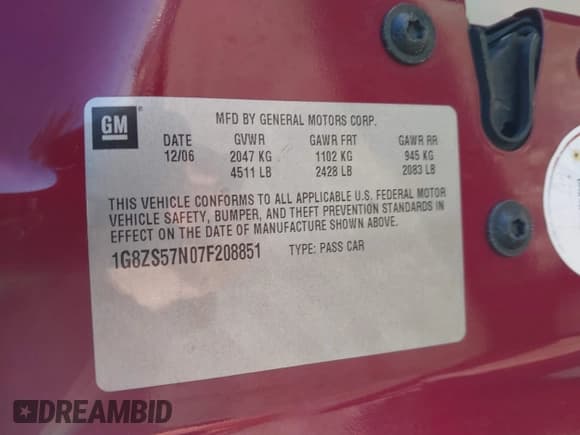 GM
MFD BY GENERAL MOTORS CORP.
DATE GVWR GAWR FRT GAWR RR
12/06 2047 KG 1102 KG 945 KG
4511 LB 2428 LB 2083 LB
THIS VEHICLE CONFORMS TO ALL APPLICABLE U.S. FEDERAL MOTOR
VEHICLE SAFETY, BUMPER, AND THEFT PREVENTION STANDARDS IN
EFFECT ON THE DATE OF MANUFACTURE SHOWN ABOVE.
1G8ZS57N07F208851 TYPE: PASS CAR
DREAMBID